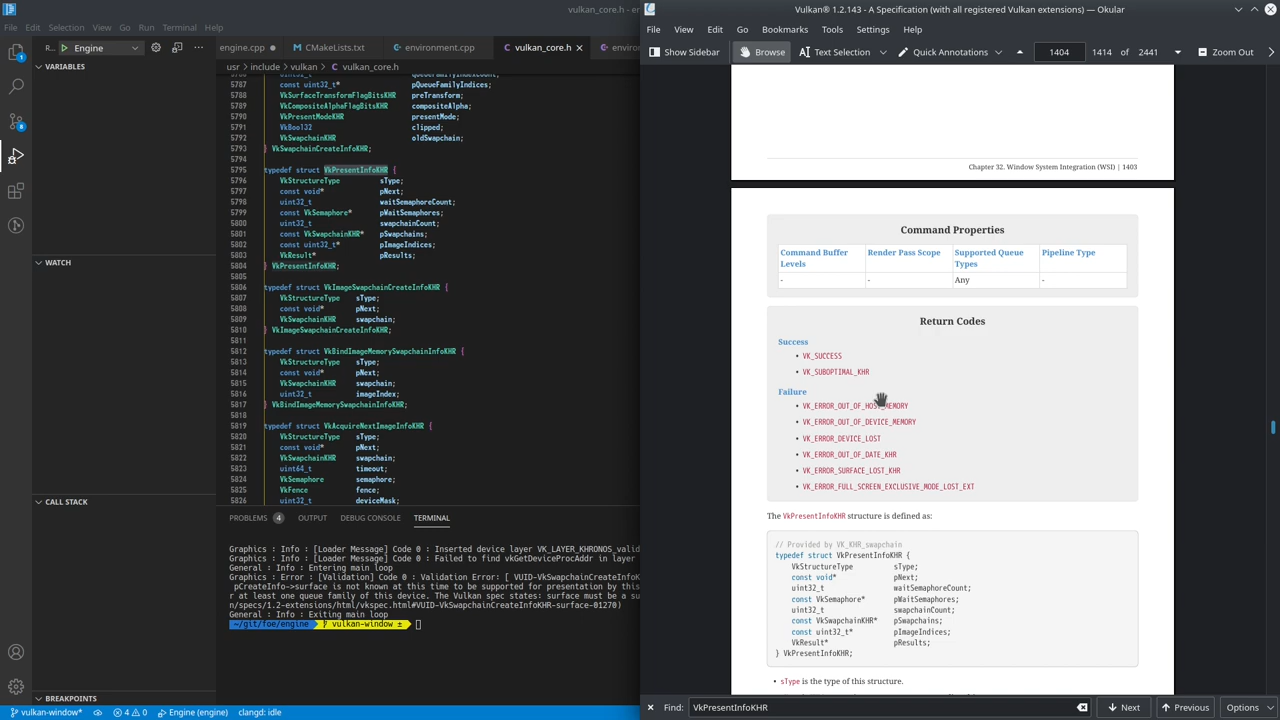 vulkan_core.h - e
File Edit Selection View Go Run Terminal
Engine
engine.cpp
CMakeLists.txt
environment.cpp
vulkan_core.h
usr > include > vulkan > vulkan_core.h
VARIABLES
WATCH
CALL STACK
BREAKPOINTS
5787 const uint32_t* pQueueFamilyIndices;
5788 VkSurfaceTransformFlagBitsKHR preTransform;
5789 VkCompositeAlphaFlagBitsKHR compositeAlpha;
5790 VkPresentModeKHR presentMode;
5791 VkBool32 clipped;
5792 VkSwapchainKHR oldSwapchain;
5793 } VkSwapchainCreateInfoKHR;
5794
5795 typedef struct VkPresentInfoKHR {
5796 VkStructureType sType;
5797 const void* pNext;
5798 uint32_t waitSemaphoreCount;
5799 const VkSemaphore* pWaitSemaphores;
5800 uint32_t swapchainCount;
5801 const VkSwapchainKHR* pSwapchains;
5802 const uint32_t* pImageIndices;
5803 VkResult* pResults;
5804 } VkPresentInfoKHR;
5805
5806 typedef struct VkImageSwapchainCreateInfoKHR {
5807 VkStructureType sType;
5808 const void* pNext;
5809 VkSwapchainKHR swapchain;
5810 } VkImageSwapchainCreateInfoKHR;
5811
5812 typedef struct VkBindImageMemorySwapchainInfoKHR {
5813 VkStructureType sType;
5814 const void* pNext;
5815 VkSwapchainKHR swapchain;
5816 uint32_t imageIndex;
5817 } VkBindImageMemorySwapchainInfoKHR;
5818
5819 typedef struct VkAcquireNextImageInfoKHR {
5820 VkStructureType sType;
5821 const void* pNext;
5822 VkSwapchainKHR swapchain;
5823 uint64_t timeout;
5824 VkSemaphore semaphore;
5825 VkFence fence;
5826 uint32_t deviceMask;
PROBLEMS 4 OUTPUT DEBUG CONSOLE TERMINAL
Graphics : Info : [Loader Message] Code 0 : Inserted device layer VK_LAYER_KHRONOS_valid
Graphics : Info : [Loader Message] Code 0 : Failed to find vkGetDeviceProcAddr in layer
General : Info : Entering main loop
Graphics : Error : [Validation] Code 0 : Validation Error: [ VUID-VkSwapchainCreateInfoK
pCreateInfo->surface is not known at this time to be supported for presentation by this
r at least one queue family of this device. The Vulkan spec states: surface must be a su
n/specs/1.2-extensions/html/vkspec.html#VUID-VkSwapchainCreateInfoKHR-surface-01270)
General : Info : Exiting main loop
~/git/foe/engine vulkan-window ±
vulkan-window* 4 0 Engine (engine) clangd: idle
Vulkan® 1.2.143 - A Specification (with all registered Vulkan extensions) — Okular
File View Edit Go Bookmarks Tools Settings Help
Show Sidebar Browse Text Selection Quick Annotations 1404 1414 of 2441 Zoom Out
Chapter 32. Window System Integration (WSI) | 1403
Command Properties
Command Buffer Levels Render Pass Scope Supported Queue Types Pipeline Type
- - Any -
Return Codes
Success
• VK_SUCCESS
• VK_SUBOPTIMAL_KHR
Failure
• VK_ERROR_OUT_OF_HOST_MEMORY
• VK_ERROR_OUT_OF_DEVICE_MEMORY
• VK_ERROR_DEVICE_LOST
• VK_ERROR_OUT_OF_DATE_KHR
• VK_ERROR_SURFACE_LOST_KHR
• VK_ERROR_FULL_SCREEN_EXCLUSIVE_MODE_LOST_EXT
The VkPresentInfoKHR structure is defined as:
// Provided by VK_KHR_swapchain
typedef struct VkPresentInfoKHR {
VkStructureType sType;
const void* pNext;
uint32_t waitSemaphoreCount;
const VkSemaphore* pWaitSemaphores;
uint32_t swapchainCount;
const VkSwapchainKHR* pSwapchains;
const uint32_t* pImageIndices;
VkResult* pResults;
} VkPresentInfoKHR;
• sType is the type of this structure.
Find: VkPresentInfoKHR Next Previous Options